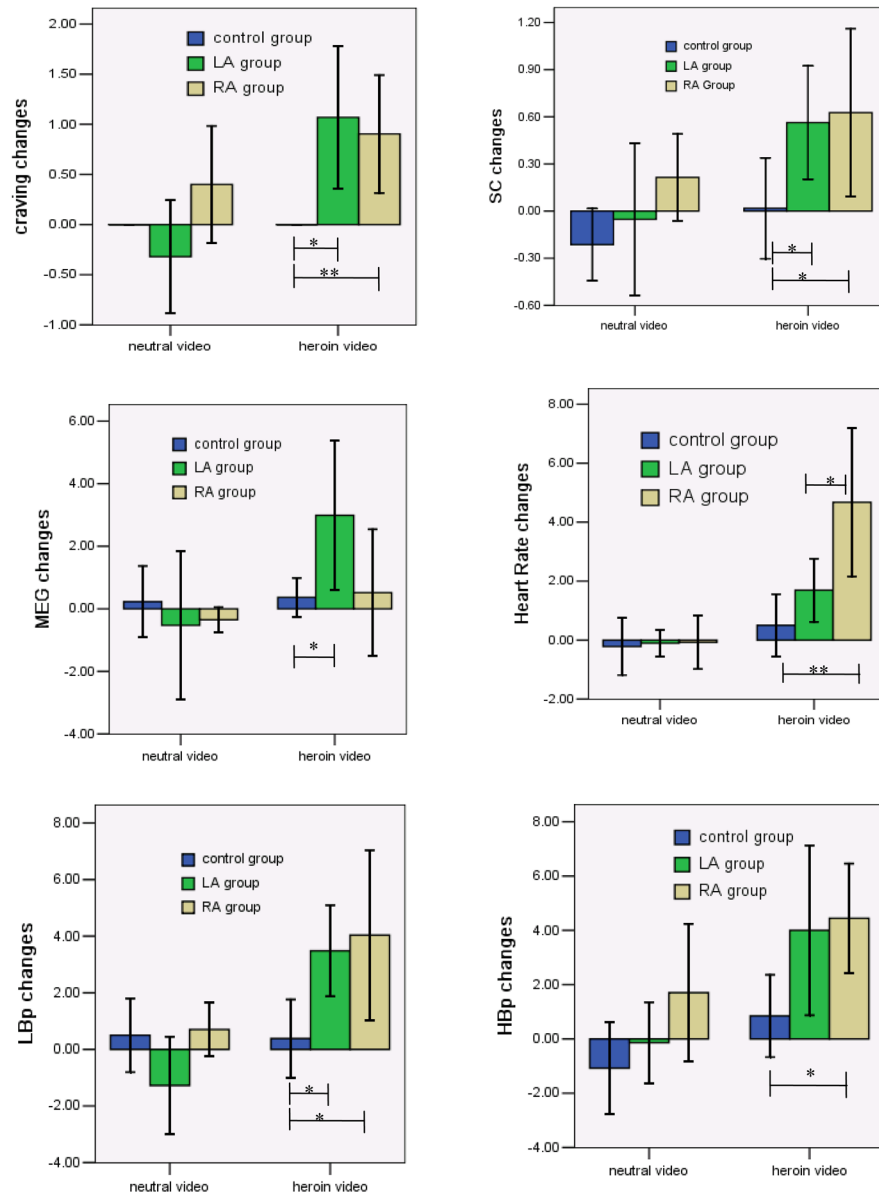 2.00
1.50
1.00
0.50
0.00
-0.50
-1.00
craving changes
control group
LA group
RA group
*
**
neutral video
heroin video
1.20
0.90
0.60
0.30
0.00
-0.30
-0.60
SC changes
control group
LA group
RA Group
*
*
neutral video
heroin video
6.00
4.00
2.00
0.00
-2.00
-4.00
MEG changes
control group
LA group
RA group
*
neutral video
heroin video
8.00
6.00
4.00
2.00
0.00
-2.00
Heart Rate changes
control group
LA group
RA group
*
**
neutral video
heroin video
8.00
6.00
4.00
2.00
0.00
-2.00
-4.00
LBp changes
control group
LA group
RA group
*
*
neutral video
heroin video
8.00
6.00
4.00
2.00
0.00
-2.00
-4.00
HBp changes
control group
LA group
RA group
*
neutral video
heroin video